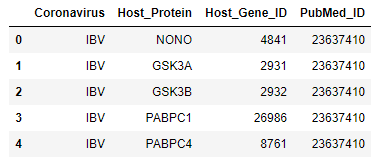 Coronavirus Host_Protein Host_Gene_ID PubMed_ID
0 IBV NONO 4841 23637410
1 IBV GSK3A 2931 23637410
2 IBV GSK3B 2932 23637410
3 IBV PABPC1 26986 23637410
4 IBV PABPC4 8761 23637410